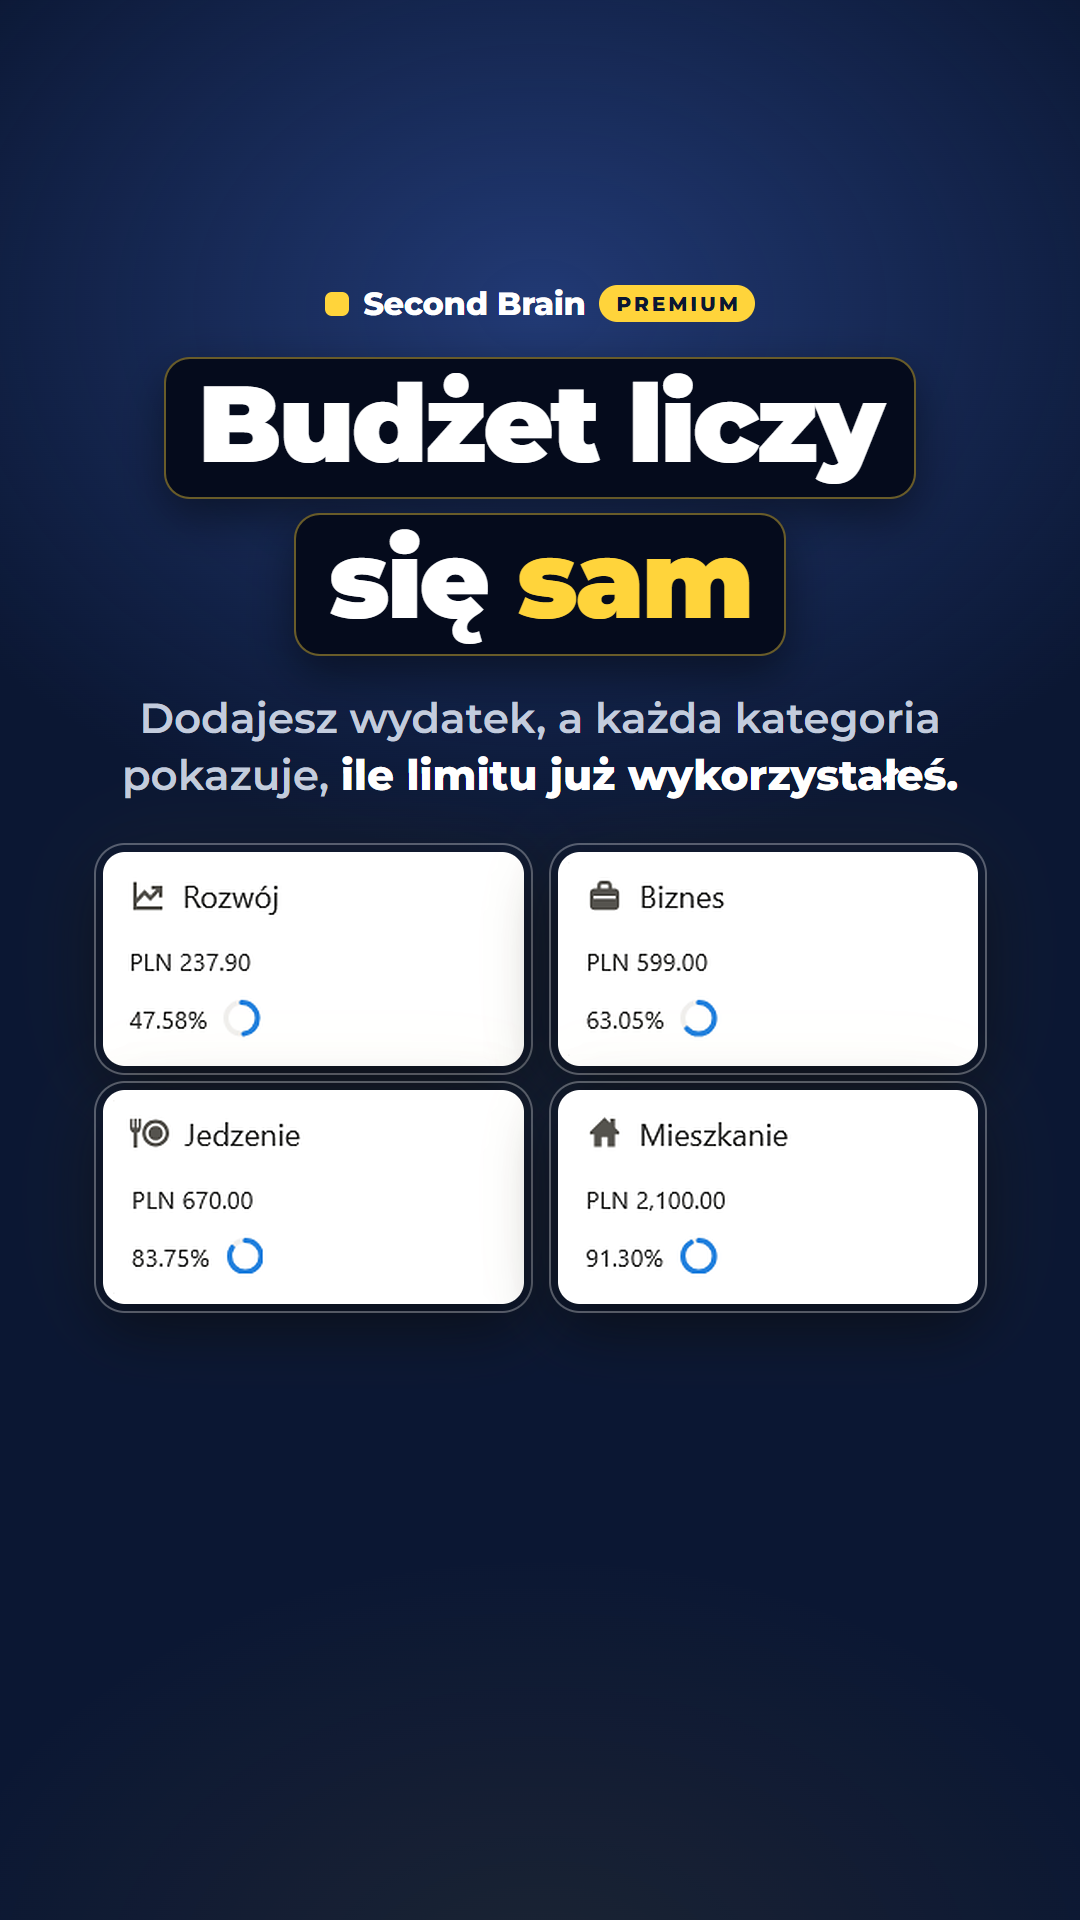 Second Brain PREMIUM
Budżet liczy
się sam
Dodajesz wydatek, a każda kategoria
pokazuje, ile limitu już wykorzystałeś.
Rozwój
PLN 237.90
47.58%
Biznes
PLN 599.00
63.05%
Jedzenie
PLN 670.00
83.75%
Mieszkanie
PLN 2,100.00
91.30%